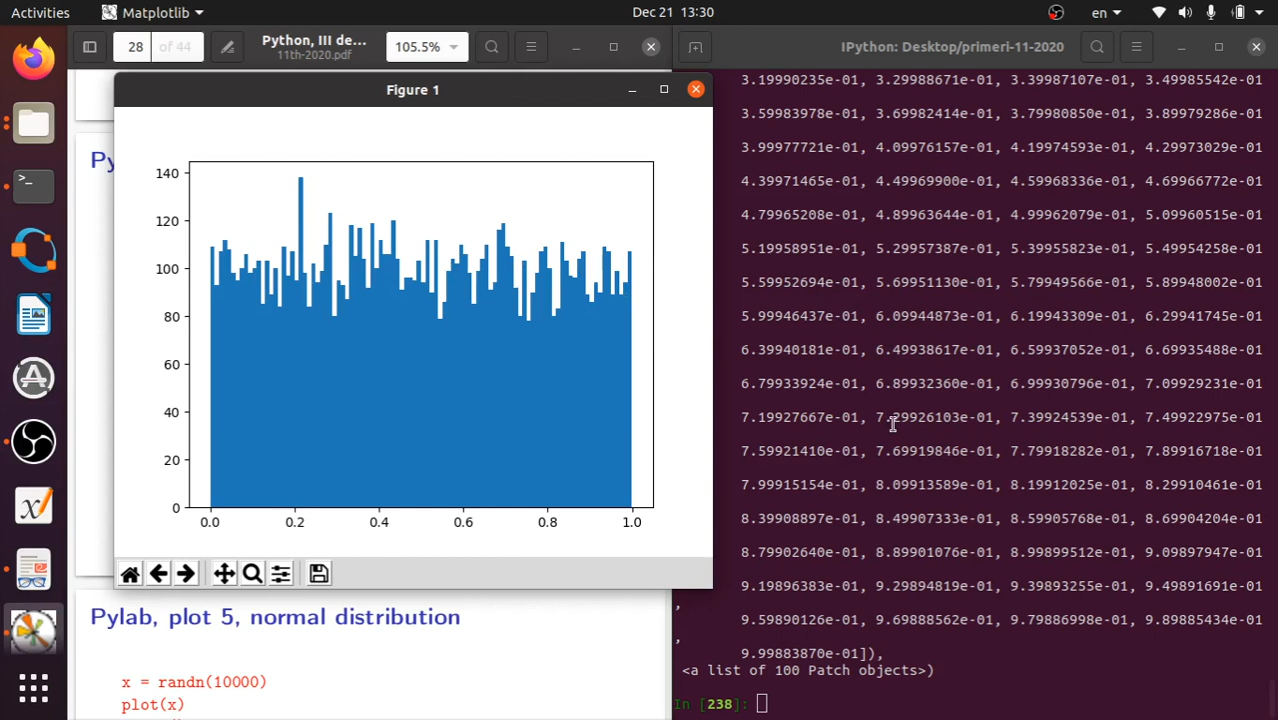 Activities
Matplotlib
Dec 21 13:30
en
28 of 44
Python, III de...
11th-2020.pdf
105.5%
IPython: Desktop/primeri-11-2020
Figure 1
140
120
100
80
60
40
20
0
0.0 0.2 0.4 0.6 0.8 1.0
Py
Pylab, plot 5, normal distribution
x = randn(10000)
plot(x)
3.19990235e-01, 3.29988671e-01, 3.39987107e-01, 3.49985542e-01
3.59983978e-01, 3.69982414e-01, 3.79980850e-01, 3.89979286e-01
3.99977721e-01, 4.09976157e-01, 4.19974593e-01, 4.29973029e-01
4.39971465e-01, 4.49969900e-01, 4.59968336e-01, 4.69966772e-01
4.79965208e-01, 4.89963644e-01, 4.99962079e-01, 5.09960515e-01
5.19958951e-01, 5.29957387e-01, 5.39955823e-01, 5.49954258e-01
5.59952694e-01, 5.69951130e-01, 5.79949566e-01, 5.89948002e-01
5.99946437e-01, 6.09944873e-01, 6.19943309e-01, 6.29941745e-01
6.39940181e-01, 6.49938617e-01, 6.59937052e-01, 6.69935488e-01
6.79933924e-01, 6.89932360e-01, 6.99930796e-01, 7.09929231e-01
7.19927667e-01, 7.29926103e-01, 7.39924539e-01, 7.49922975e-01
7.59921410e-01, 7.69919846e-01, 7.79918282e-01, 7.89916718e-01
7.99915154e-01, 8.09913589e-01, 8.19912025e-01, 8.29910461e-01
8.39908897e-01, 8.49907333e-01, 8.59905768e-01, 8.69904204e-01
8.79902640e-01, 8.89901076e-01, 8.99899512e-01, 9.09897947e-01
9.19896383e-01, 9.29894819e-01, 9.39893255e-01, 9.49891691e-01
,
9.59890126e-01, 9.69888562e-01, 9.79886998e-01, 9.89885434e-01
,
9.99883870e-01]),
<a list of 100 Patch objects>)
In [238]: